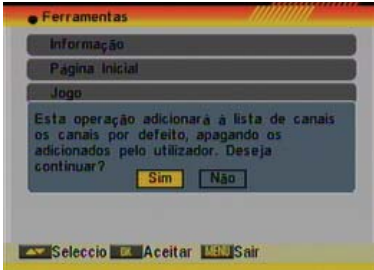 Ferramentas
Informação
Página Inicial
Jogo
Esta operação adicionará á lista de canais
os canais por defeito, apagando os
adicionados pelo utilizador. Deseja
continuar?
Sim Não
Seleccio OK Aceitar MENU Sair